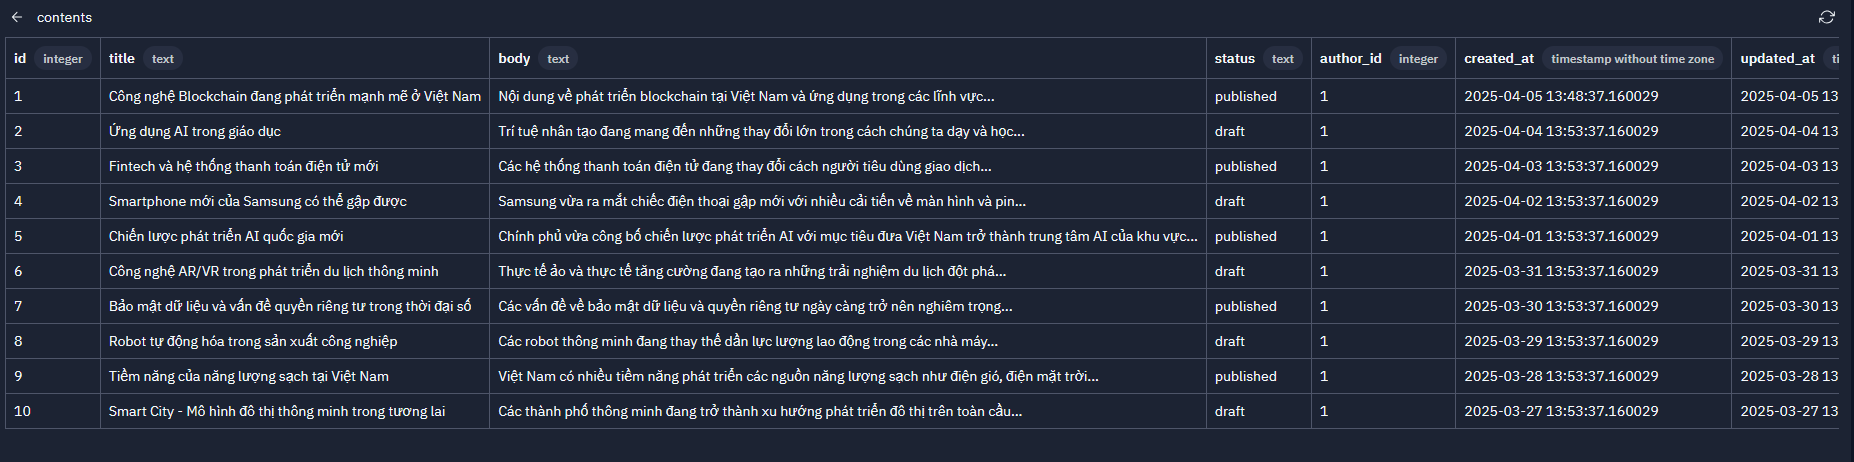 contents
id integer title text body text status text author_id integer created_at timestamp without time zone updated_at
1 Công nghệ Blockchain đang phát triển mạnh mẽ ở Việt Nam Nội dung về phát triển blockchain tại Việt Nam và ứng dụng trong các lĩnh vực... published 1 2025-04-05 13:48:37.160029 2025-04-05 13
2 Ứng dụng AI trong giáo dục Trí tuệ nhân tạo đang mang đến những thay đổi lớn trong cách chúng ta dạy và học... draft 1 2025-04-04 13:53:37.160029 2025-04-04 13
3 Fintech và hệ thống thanh toán điện tử mới Các hệ thống thanh toán điện tử đang thay đổi cách người tiêu dùng giao dịch... published 1 2025-04-03 13:53:37.160029 2025-04-03 13
4 Smartphone mới của Samsung có thể gập được Samsung vừa ra mắt chiếc điện thoại gập mới với nhiều cải tiến về màn hình và pin... draft 1 2025-04-02 13:53:37.160029 2025-04-02 13
5 Chiến lược phát triển AI quốc gia mới Chính phủ vừa công bố chiến lược phát triển AI với mục tiêu đưa Việt Nam trở thành trung tâm AI của khu vực... published 1 2025-04-01 13:53:37.160029 2025-04-01 13
6 Công nghệ AR/VR trong phát triển du lịch thông minh Thực tế ảo và thực tế tăng cường đang tạo ra những trải nghiệm du lịch đột phá... draft 1 2025-03-31 13:53:37.160029 2025-03-31 13
7 Bảo mật dữ liệu và vấn đề quyền riêng tư trong thời đại số Các vấn đề về bảo mật dữ liệu và quyền riêng tư ngày càng trở nên nghiêm trọng... published 1 2025-03-30 13:53:37.160029 2025-03-30 13
8 Robot tự động hóa trong sản xuất công nghiệp Các robot thông minh đang thay thế dần lực lượng lao động trong các nhà máy... draft 1 2025-03-29 13:53:37.160029 2025-03-29 13
9 Tiềm năng của năng lượng sạch tại Việt Nam Việt Nam có nhiều tiềm năng phát triển các nguồn năng lượng sạch như điện gió, điện mặt trời... published 1 2025-03-28 13:53:37.160029 2025-03-28 13
10 Smart City - Mô hình đô thị thông minh trong tương lai Các thành phố thông minh đang trở thành xu hướng phát triển đô thị trên toàn cầu... draft 1 2025-03-27 13:53:37.160029 2025-03-27 13